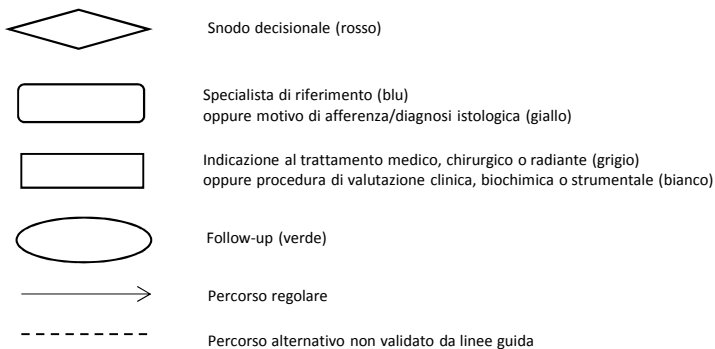 Snodo decisionale (rosso)
Specialista di riferimento (blu)
oppure motivo di afferenza/diagnosi istologica (giallo)
Indicazione al trattamento medico, chirurgico o radiante (grigio)
oppure procedura di valutazione clinica, biochimica o strumentale (bianco)
Follow-up (verde)
Percorso regolare
Percorso alternativo non validato da linee guida